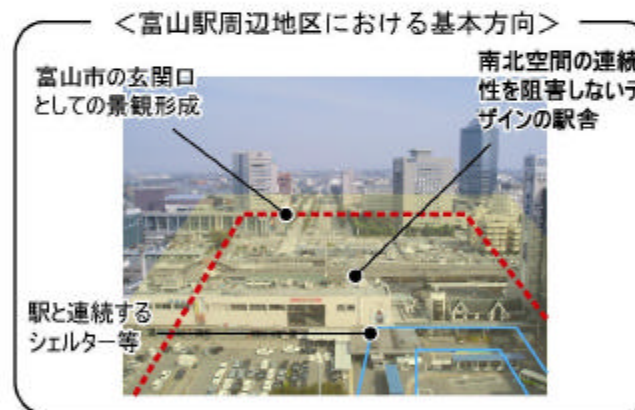 ＜富山駅周辺地区における基本方向＞
富山市の玄関口
としての景観形成
南北空間の連続
性を阻害しないデ
ザインの駅舎
駅と連続する
シェルター等